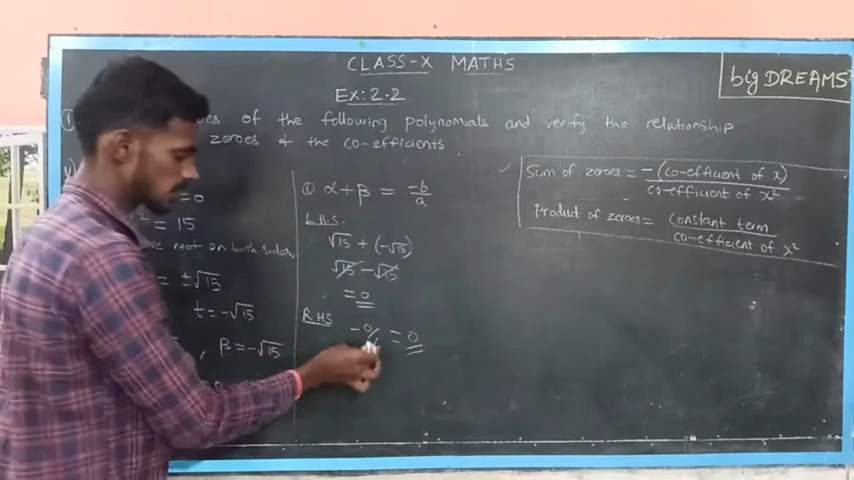 CLASS-X MATHS
big DREAMS
EX:2.2
① of the following polynomials and verify the relationship
zeroes & the co-efficients
=0
² = 15
root on both sides,
= ±√15
t = -√15
, β = -√15
① α+β = -b/a
L.H.S.
√15 + (-√15)
√15 - √15
= 0
R.H.S
-0/ = 0
Sum of zeroes = -(co-efficient of x)/co-efficient of x²
Product of zeroes = constant term/co-efficient of x²